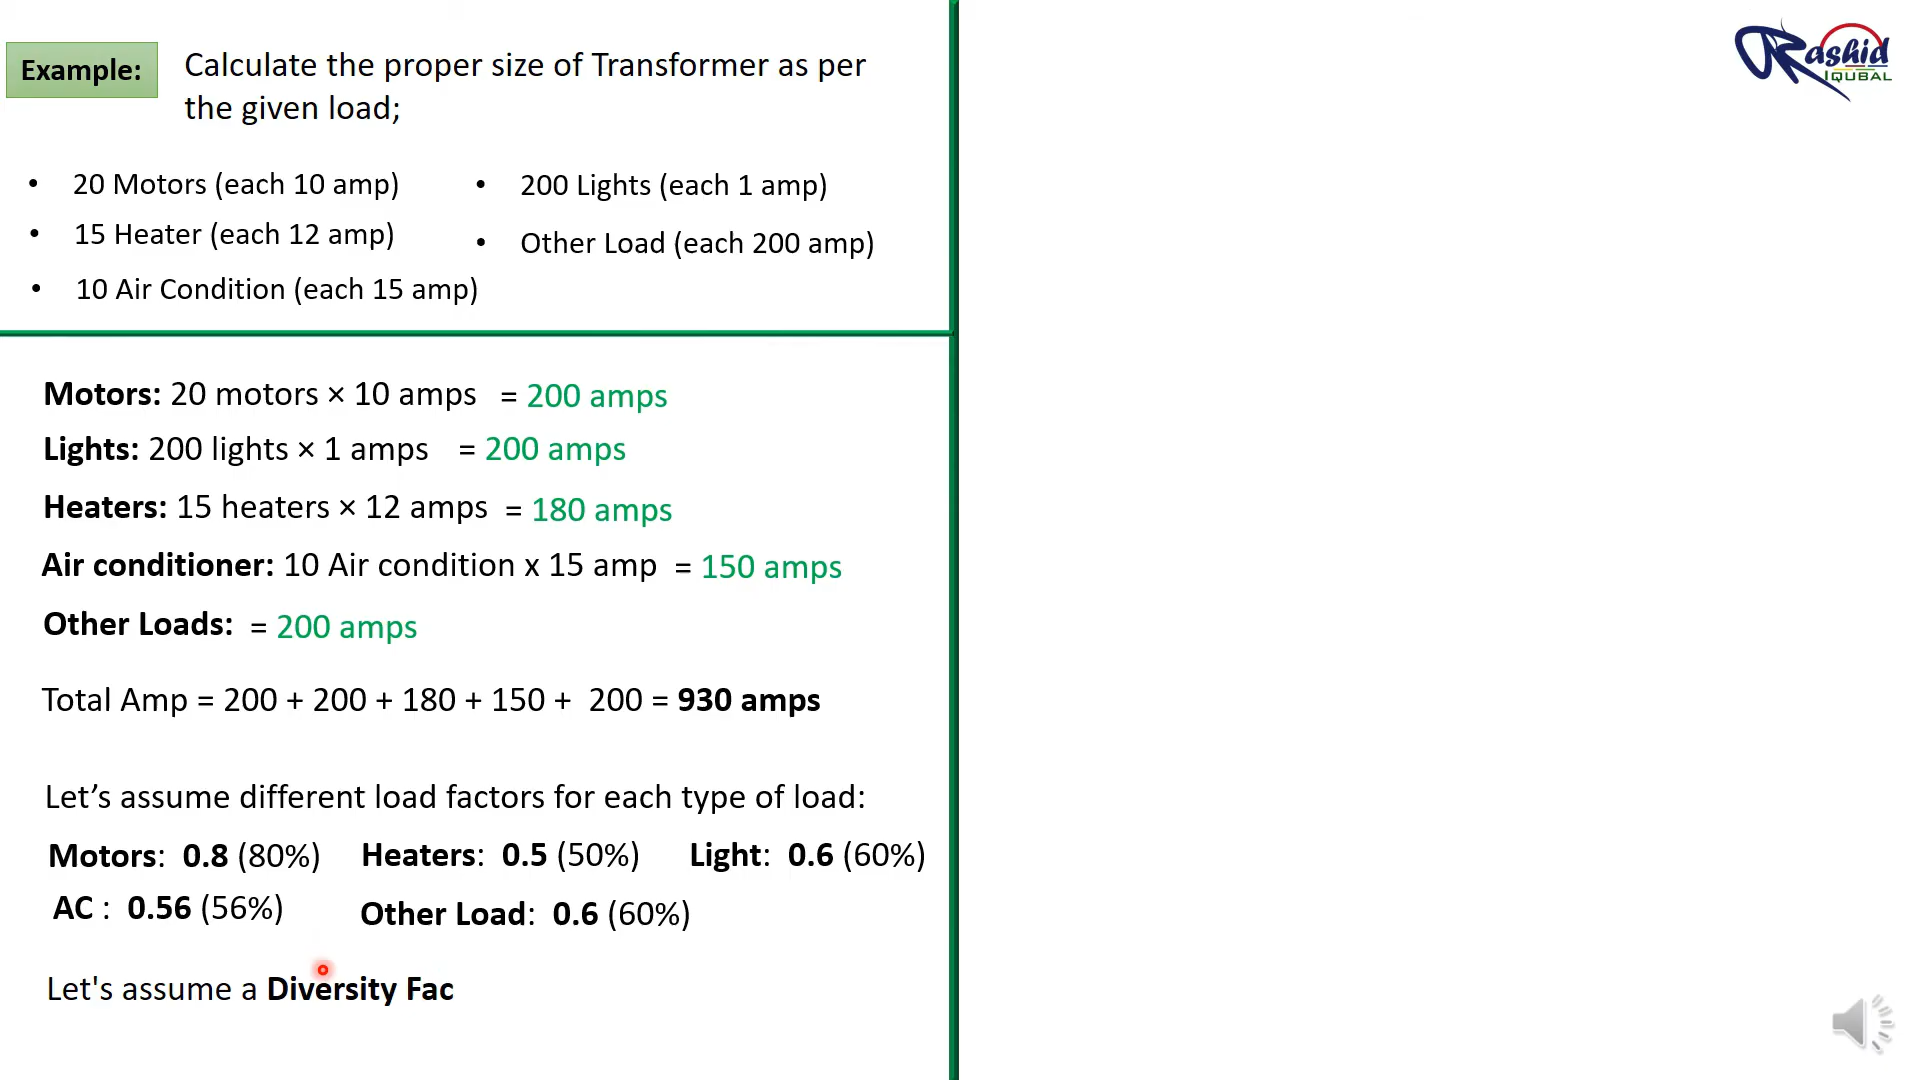 Example:
Calculate the proper size of Transformer as per
the given load;
• 20 Motors (each 10 amp)
• 15 Heater (each 12 amp)
• 10 Air Condition (each 15 amp)
• 200 Lights (each 1 amp)
• Other Load (each 200 amp)
Motors: 20 motors × 10 amps = 200 amps
Lights: 200 lights × 1 amps = 200 amps
Heaters: 15 heaters × 12 amps = 180 amps
Air conditioner: 10 Air condition x 15 amp = 150 amps
Other Loads: = 200 amps
Total Amp = 200 + 200 + 180 + 150 + 200 = 930 amps
Let’s assume different load factors for each type of load:
Motors: 0.8 (80%) Heaters: 0.5 (50%) Light: 0.6 (60%)
AC : 0.56 (56%) Other Load: 0.6 (60%)
Let's assume a Diversity Fac
Rashid
IQUBAL